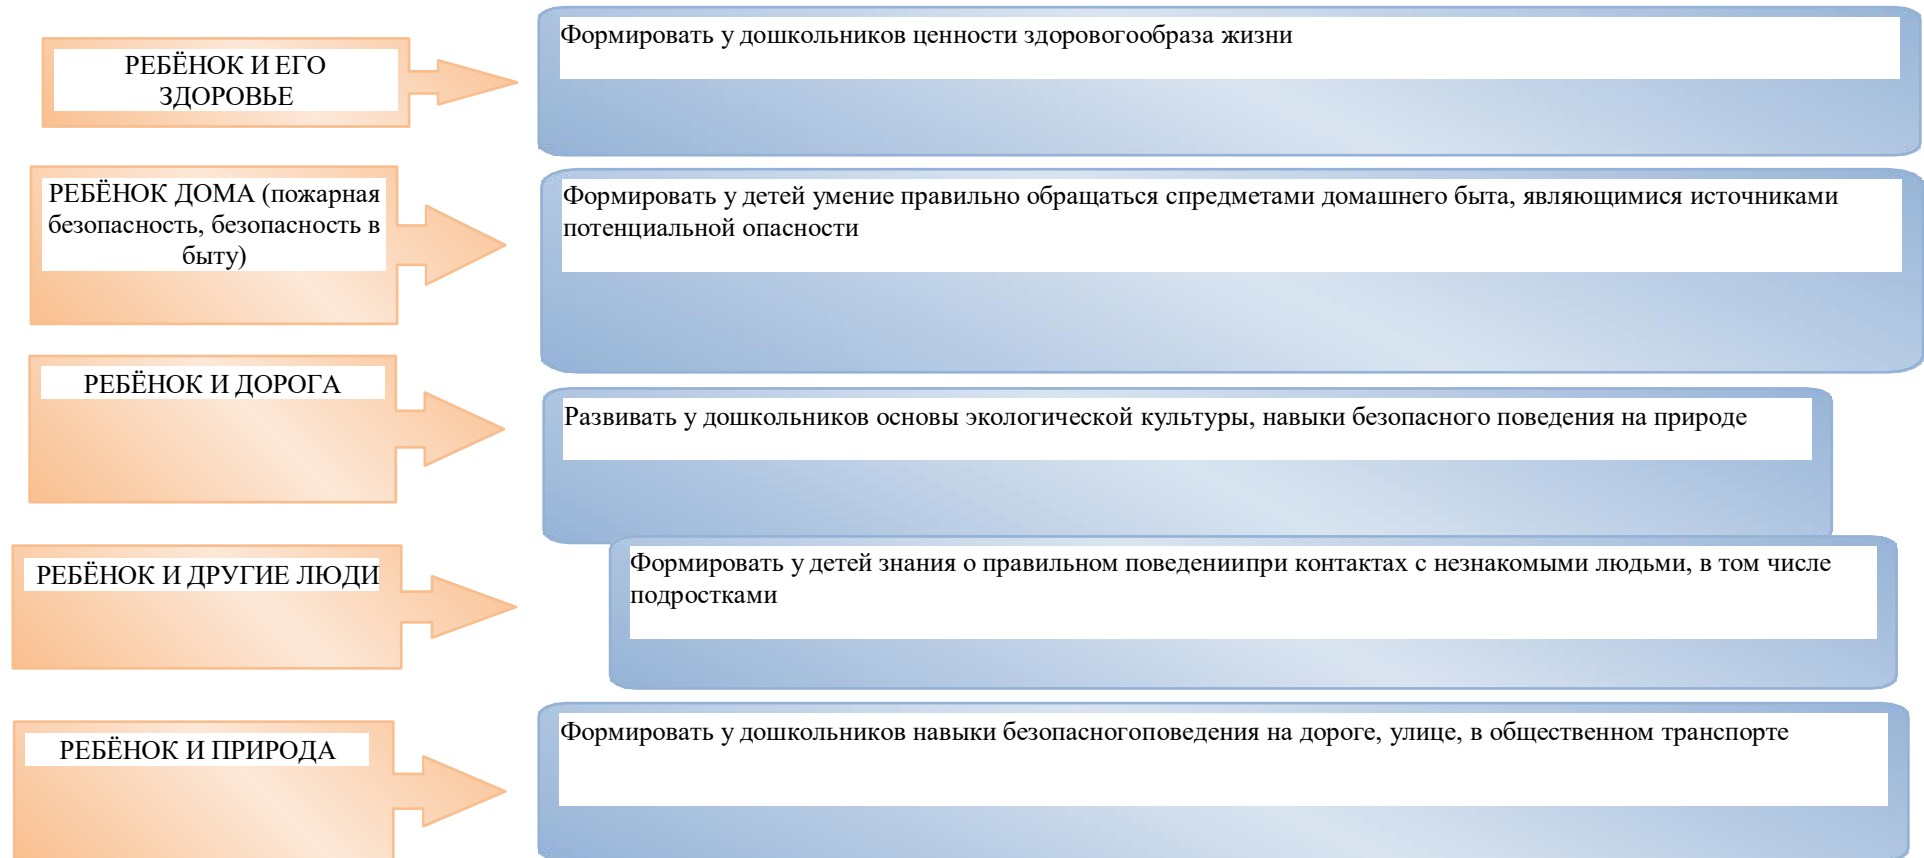 РЕБЁНОК И ЕГО
ЗДОРОВЬЕ
Формировать у дошкольников ценности здоровогообраза жизни
РЕБЁНОК ДОМА (пожарная
безопасность, безопасность в
быту)
Формировать у детей умение правильно обращаться спредметами домашнего быта, являющимися источниками
потенциальной опасности
РЕБЁНОК И ДОРОГА
Развивать у дошкольников основы экологической культуры, навыки безопасного поведения на природе
РЕБЁНОК И ДРУГИЕ ЛЮДИ
Формировать у детей знания о правильном поведениипри контактах с незнакомыми людьми, в том числе
подростками
РЕБЁНОК И ПРИРОДА
Формировать у дошкольников навыки безопасногоповедения на дороге, улице, в общественном транспорте